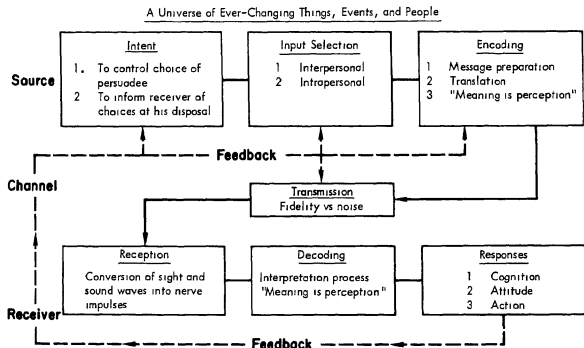 A Universe of Ever-Changing Things, Events, and People
Intent
1. To control choice of
persuadee
2 To inform receiver of
choices at his disposal
Input Selection
1 Interpersonal
2 Intrapersonal
Encoding
1 Message preparation
2 Translation
3 "Meaning is perception"
Source
Feedback
Channel
Transmission
Fidelity vs noise
Reception
Conversion of sight and
sound waves into nerve
impulses
Decoding
Interpretation process
"Meaning is perception"
Responses
1 Cognition
2 Attitude
3 Action
Receiver
Feedback